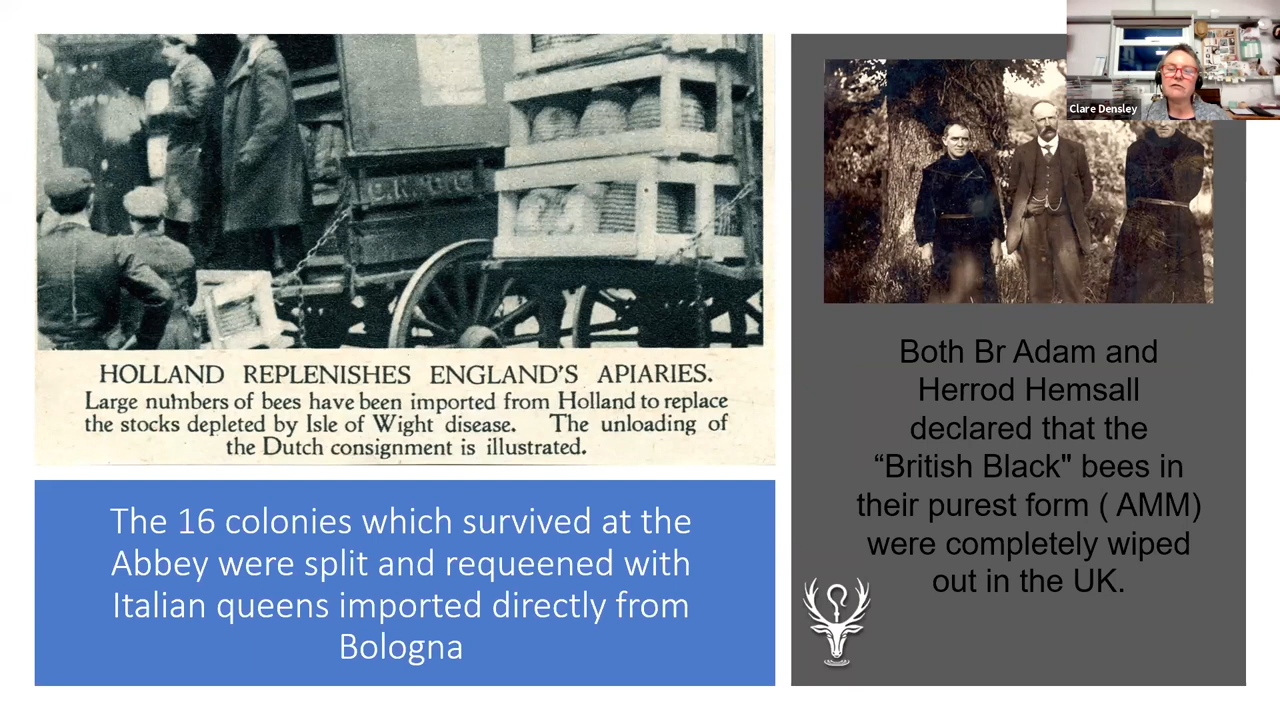 HOLLAND REPLENISHES ENGLAND'S APIARIES.
Large numbers of bees have been imported from Holland to replace
the stocks depleted by Isle of Wight disease. The unloading of
the Dutch consignment is illustrated.
The 16 colonies which survived at the
Abbey were split and requeened with
Italian queens imported directly from
Bologna
Clare Densley
Both Br Adam and
Herrod Hemsall
declared that the
“British Black" bees in
their purest form ( AMM)
were completely wiped
out in the UK.